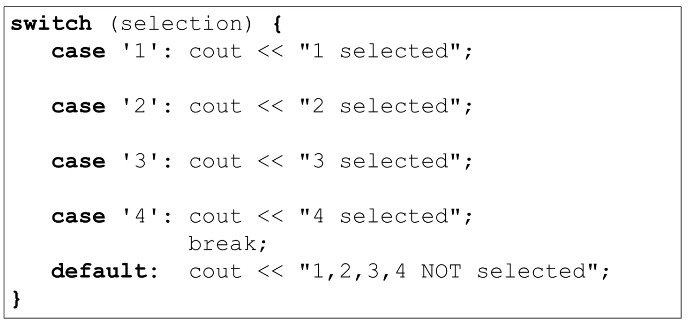 switch (selection) {
case '1': cout << "1 selected";
case '2': cout << "2 selected";
case '3': cout << "3 selected";
case '4': cout << "4 selected";
break;
default: cout << "1,2,3,4 NOT selected";
}